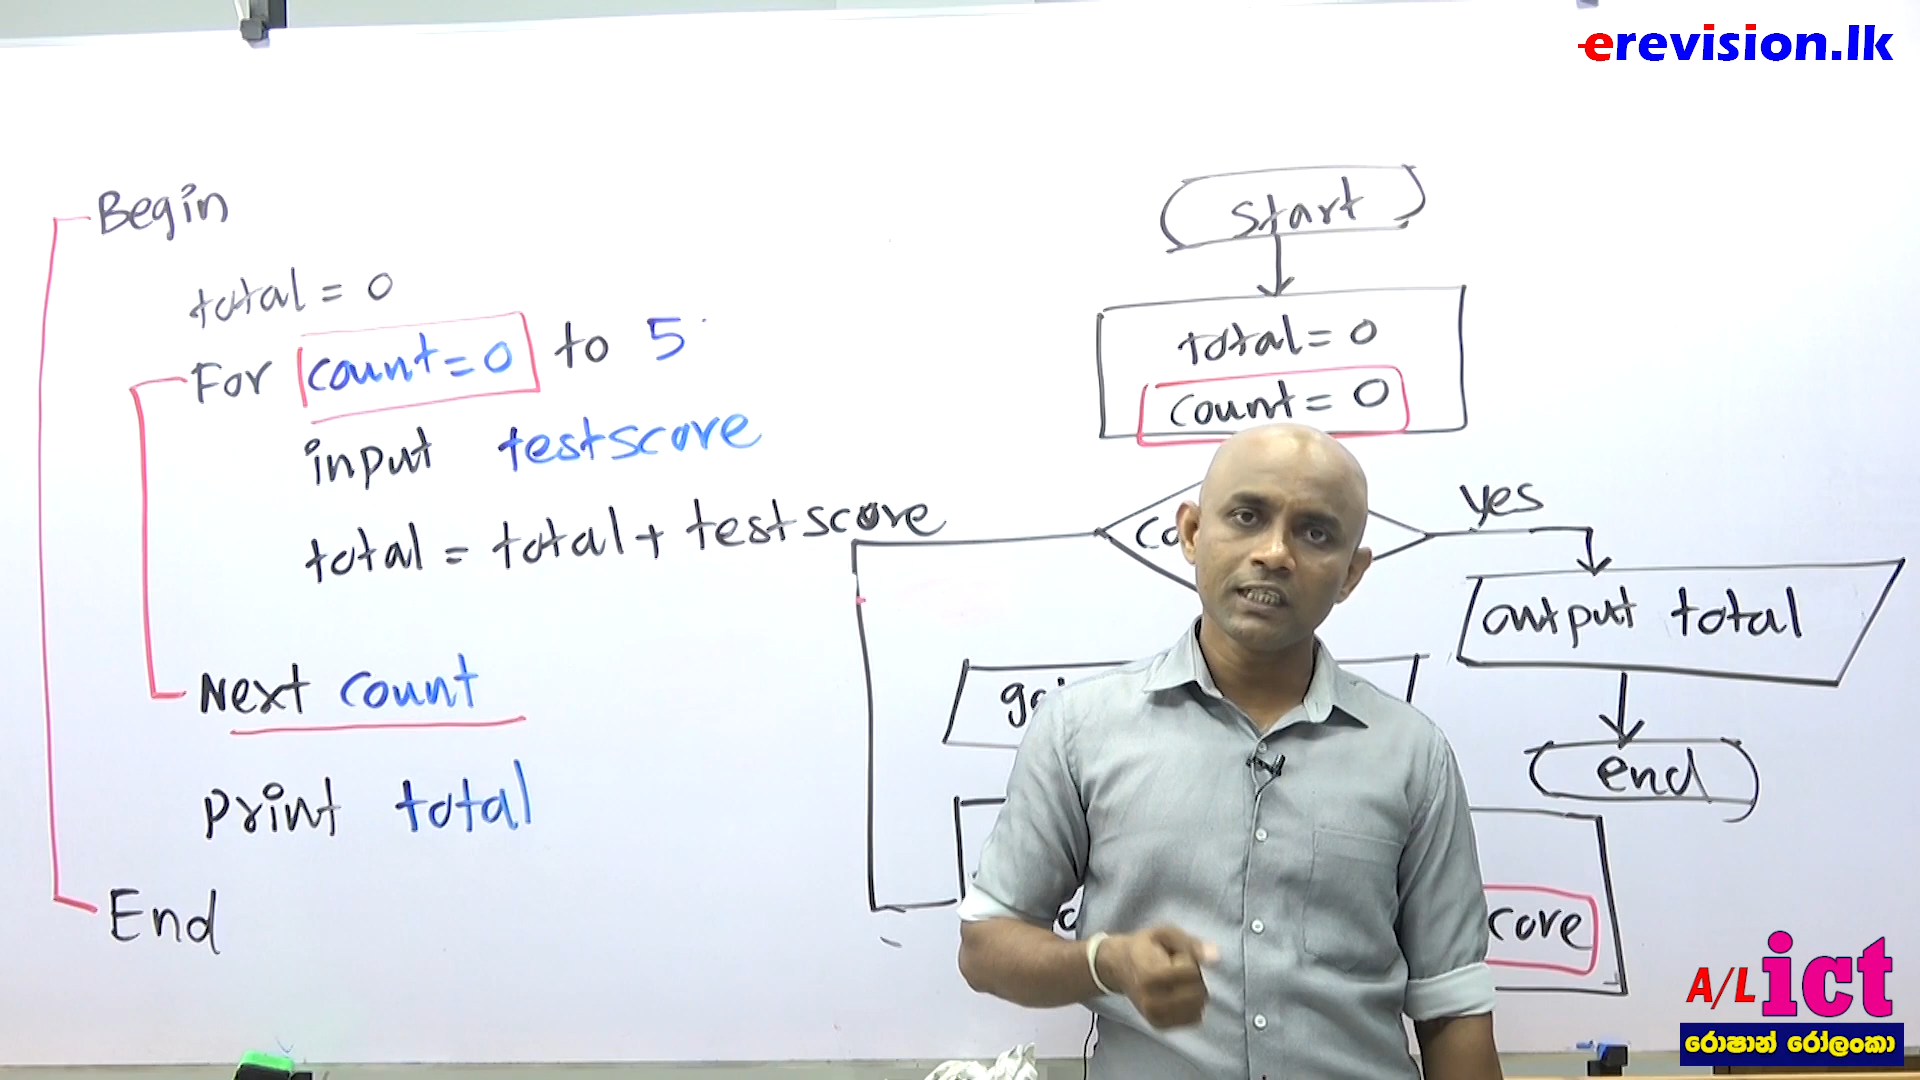 erevision.lk
Begin
total = 0
For count=0 to 5
input testscore
total = total + testscore
Next count
print total
End
start
total = 0
count = 0
yes
output total
end
core
A/L ict
රොෂාන් රෝලංකා